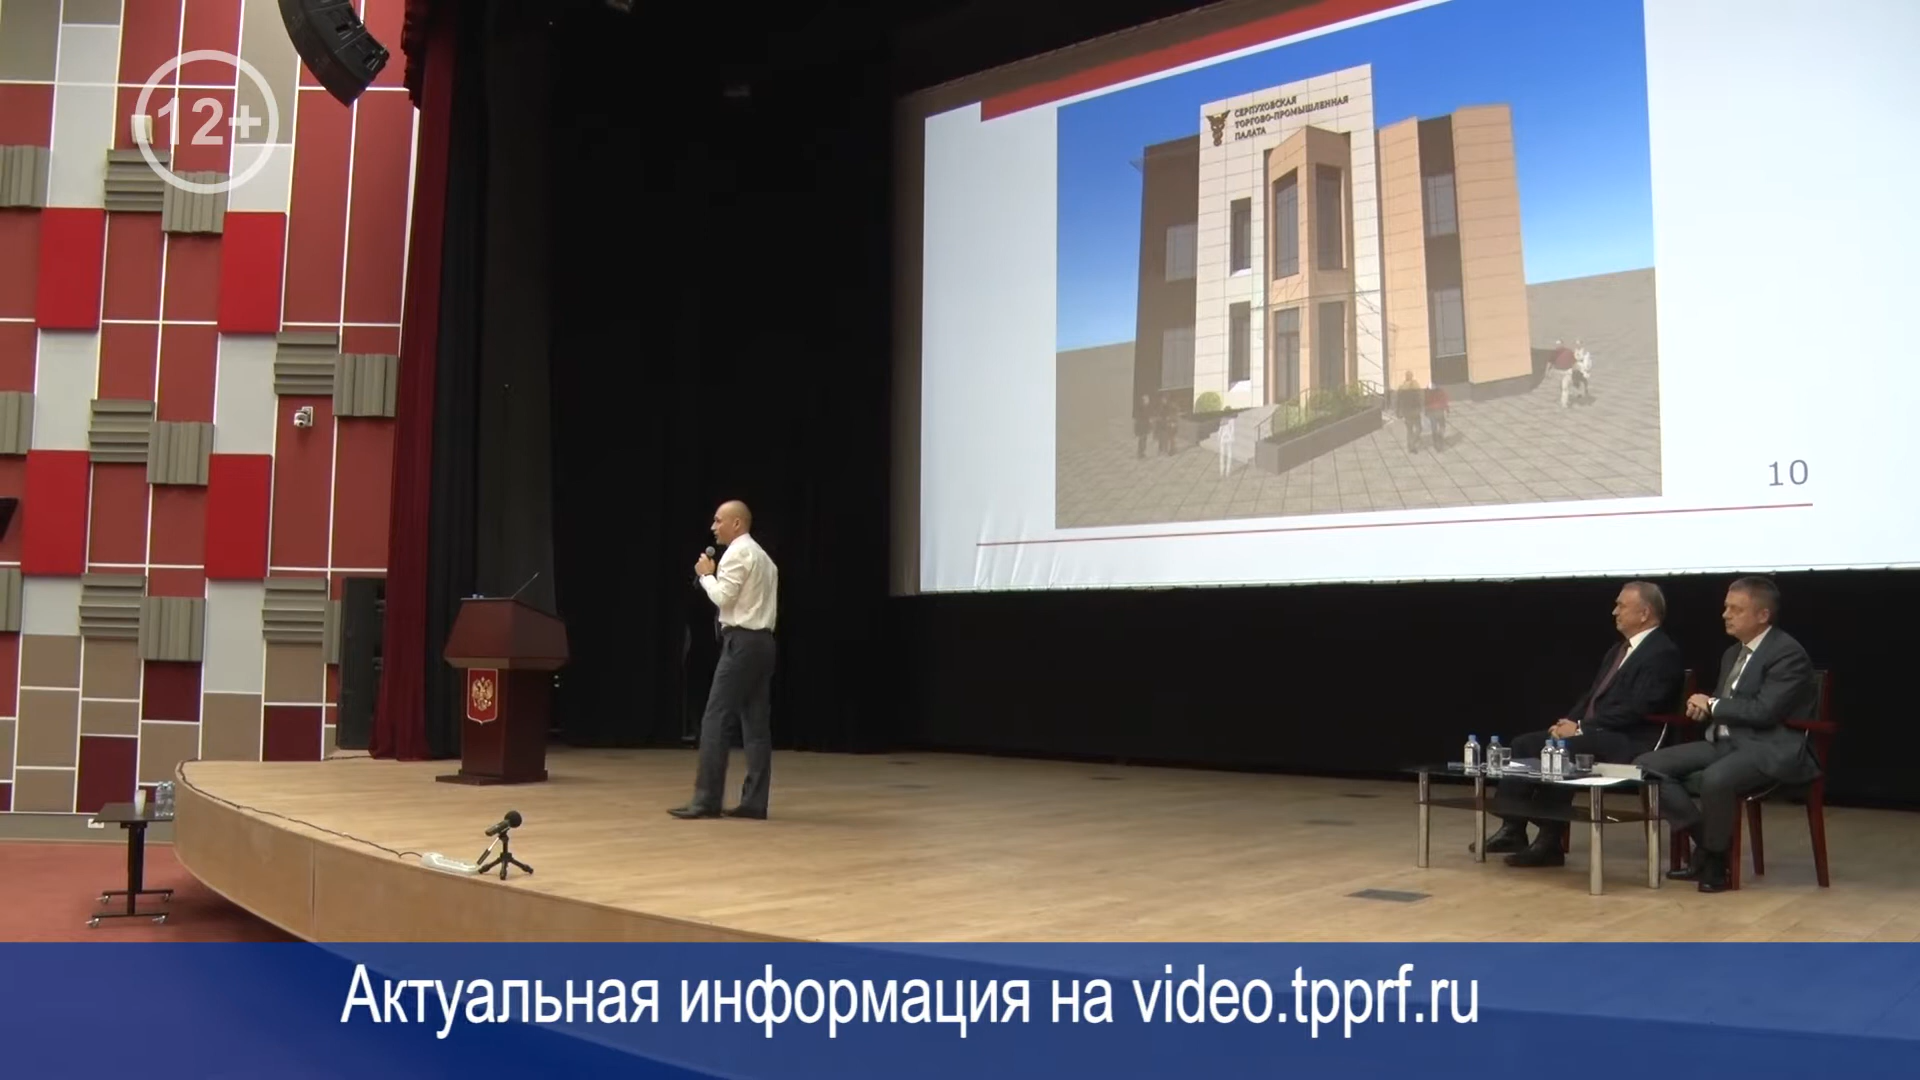 12+
СЕРПУХОВСКАЯ
ТОРГОВО-ПРОМЫШЛЕННАЯ
ПАЛАТА
10
Актуальная информация на video.tpprf.ru